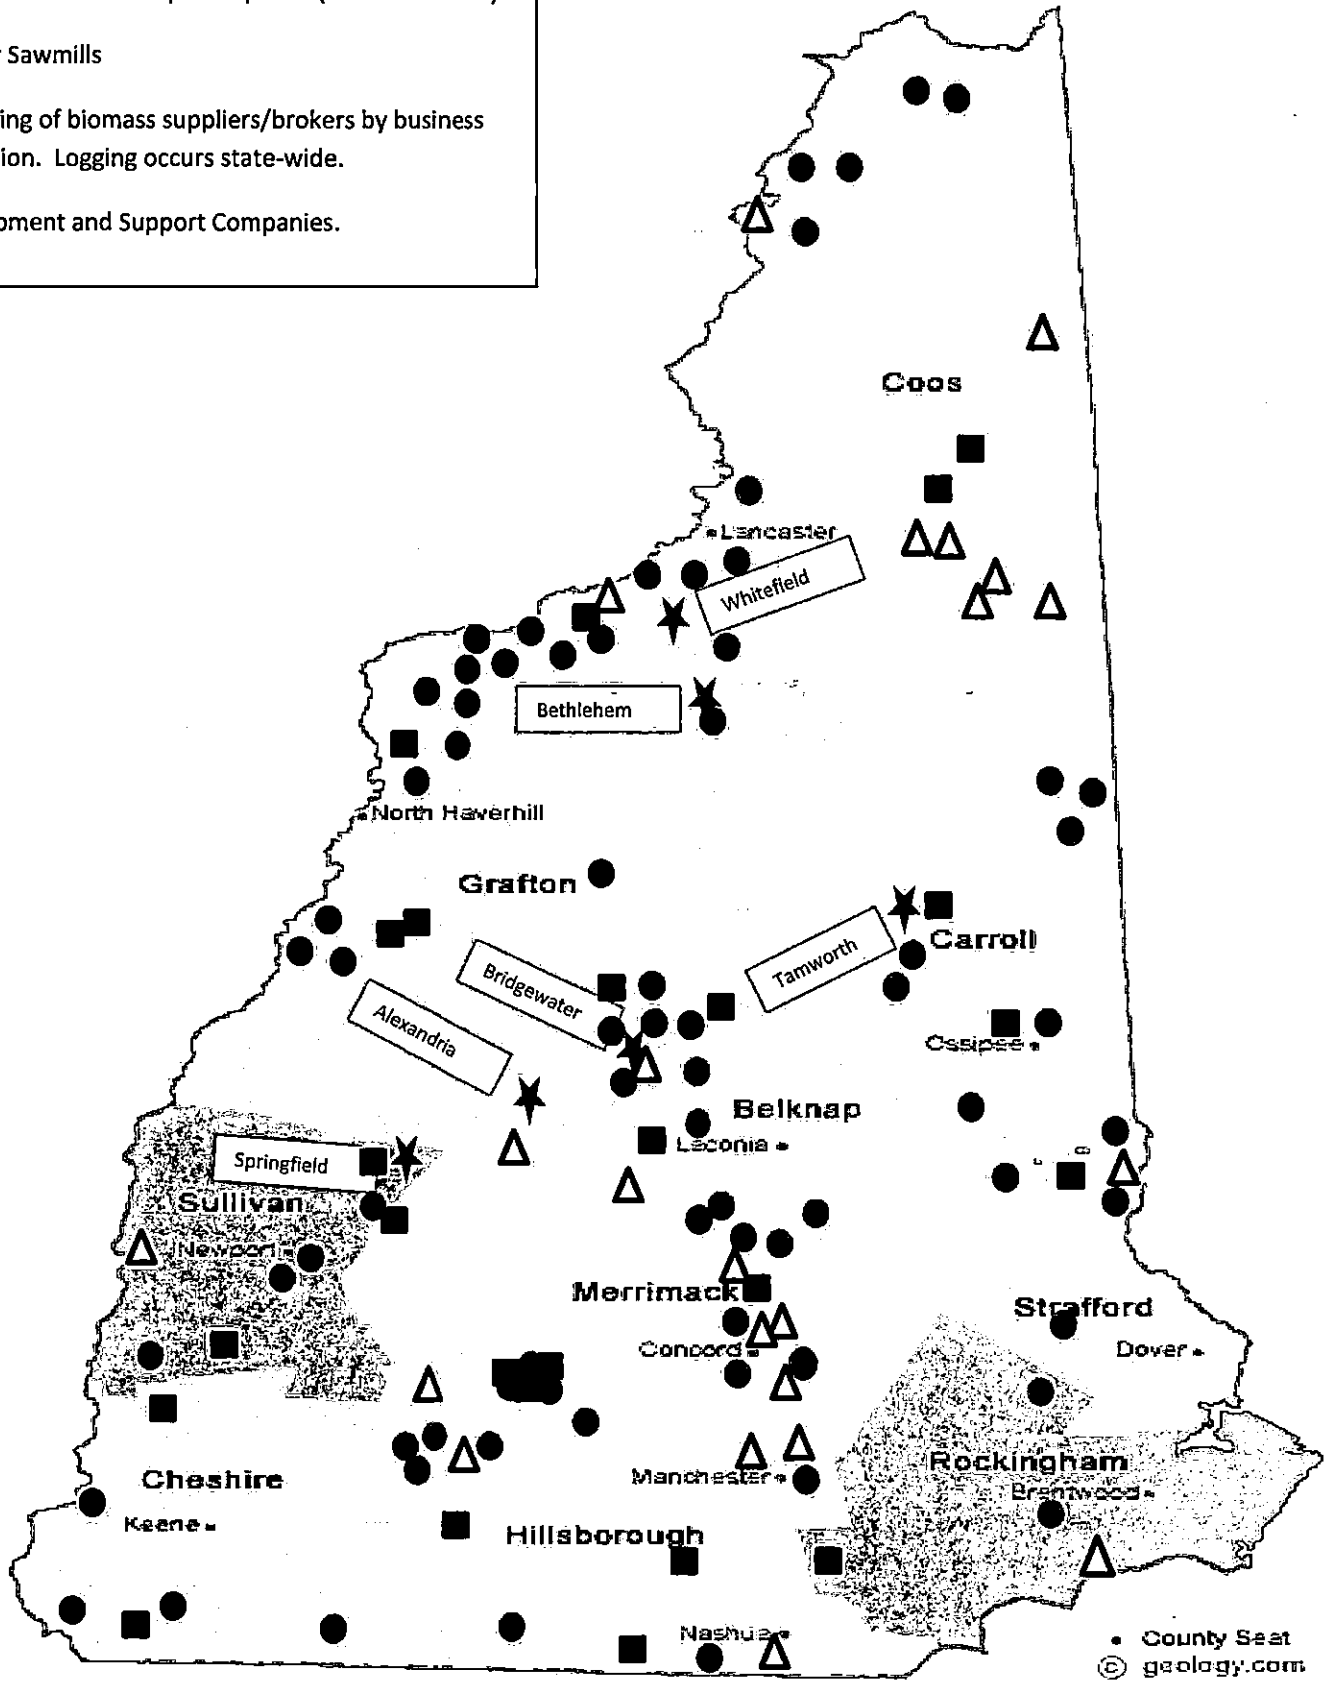 Sawmills
ing of biomass suppliers/brokers by business
ion. Logging occurs state-wide.
pment and Support Companies.
Coos
Lancaster
Whitefield
Bethlehem
North Haverhill
Grafton
Tamworth
Carroll
Bridgewater
Alexandria
Ossipee
Belknap
Laconia
Springfield
Sullivan
Newport
Merrimack
Strafford
Concord
Dover
Rockingham
Manchester
Cheshire
Brentwood
Keene
Hillsborough
Nashua
• County Seat
© geology.com